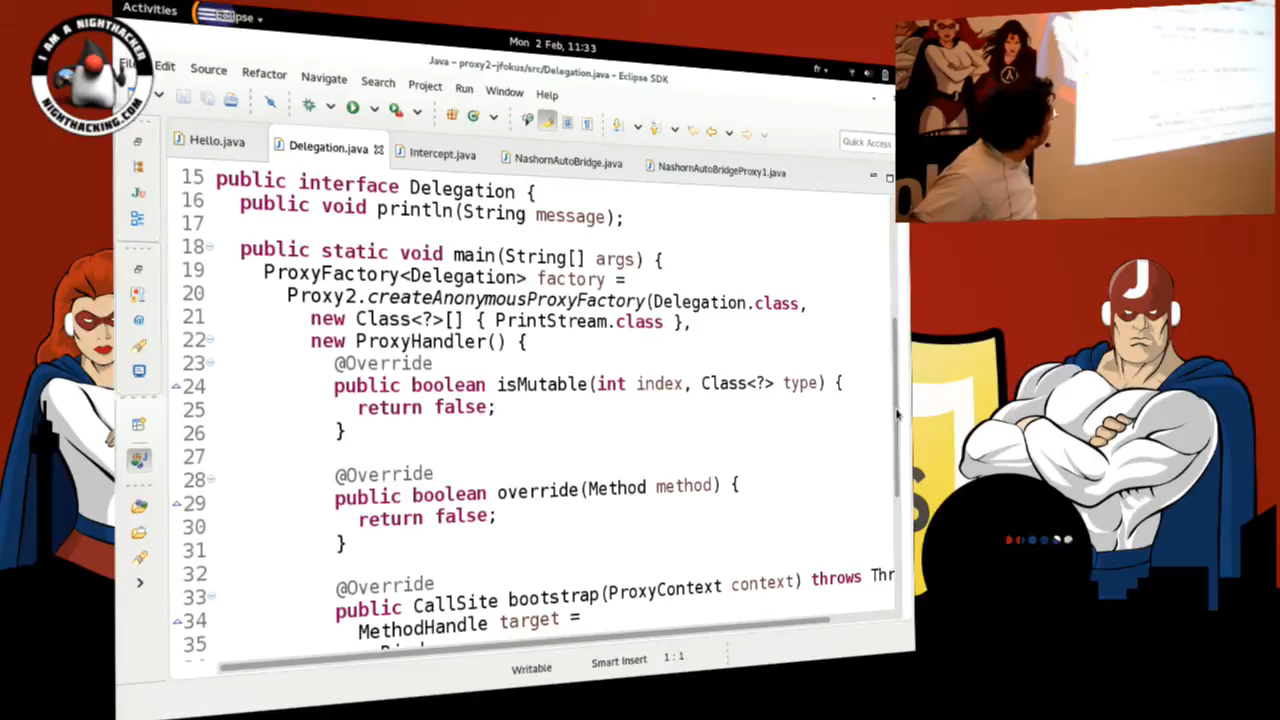 Activities
Mon 2 Feb, 11:33
fr
Java - proxy2-jfokus/src/Delegation.java - Eclipse SDK
Edit Source Refactor Navigate Search Project Run Window Help
Quick Access
Hello.java Delegation.java Intercept.java NashornAutoBridge.java NashornAutoBridgeProxy1.java
15 public interface Delegation {
16 public void println(String message);
17
18 public static void main(String[] args) {
19 ProxyFactory<Delegation> factory =
20 Proxy2.createAnonymousProxyFactory(Delegation.class,
21 new Class<?>[] { PrintStream.class },
22 new ProxyHandler() {
23 @Override
24 public boolean isMutable(int index, Class<?> type) {
25 return false;
26 }
27
28 @Override
29 public boolean override(Method method) {
30 return false;
31 }
32
33 @Override
34 public CallSite bootstrap(ProxyContext context) throws Thr
35 MethodHandle target =
Writable Smart Insert 1 : 1
I AM A NIGHTHACKER
NIGHTHACKING.COM
J